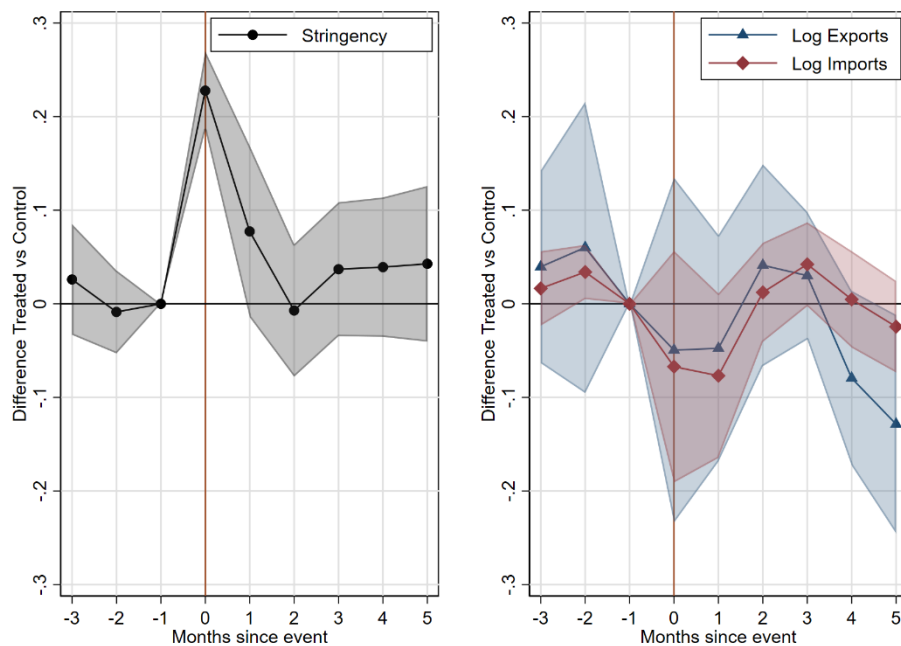 Stringency
Difference Treated vs Control
.3
.2
.1
0
-.1
-.2
-.3
-3 -2 -1 0 1 2 3 4 5
Months since event
Log Exports
Log Imports
Difference Treated vs Control
.3
.2
.1
0
-.1
-.2
-.3
-3 -2 -1 0 1 2 3 4 5
Months since event